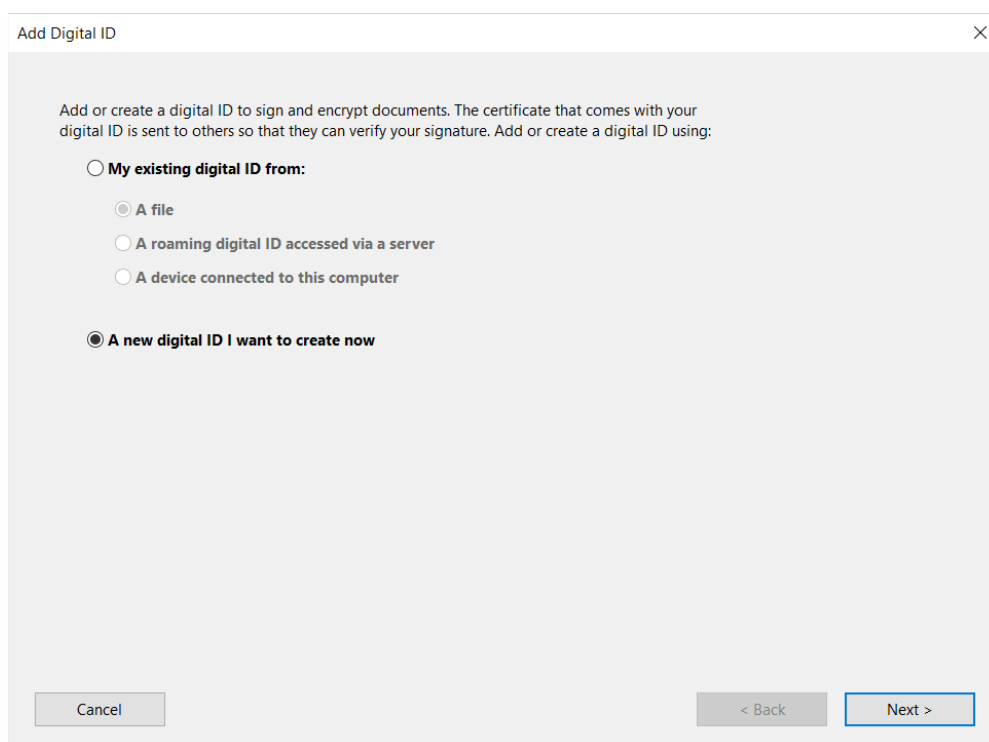 Add Digital ID
Add or create a digital ID to sign and encrypt documents. The certificate that comes with your
digital ID is sent to others so that they can verify your signature. Add or create a digital ID using:
My existing digital ID from:
A file
A roaming digital ID accessed via a server
A device connected to this computer
A new digital ID I want to create now
Cancel
< Back
Next >